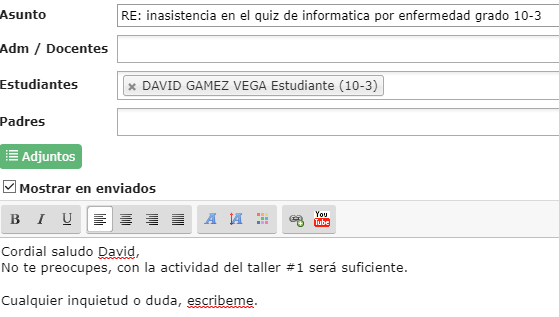 Asunto RE: inasistencia en el quiz de informatica por enfermedad grado 10-3
Adm / Docentes
Estudiantes × DAVID GAMEZ VEGA Estudiante (10-3)
Padres
Adjuntos
Mostrar en enviados
B I U A A You Tube
Cordial saludo David,
No te preocupes, con la actividad del taller #1 será suficiente.
Cualquier inquietud o duda, escribeme.